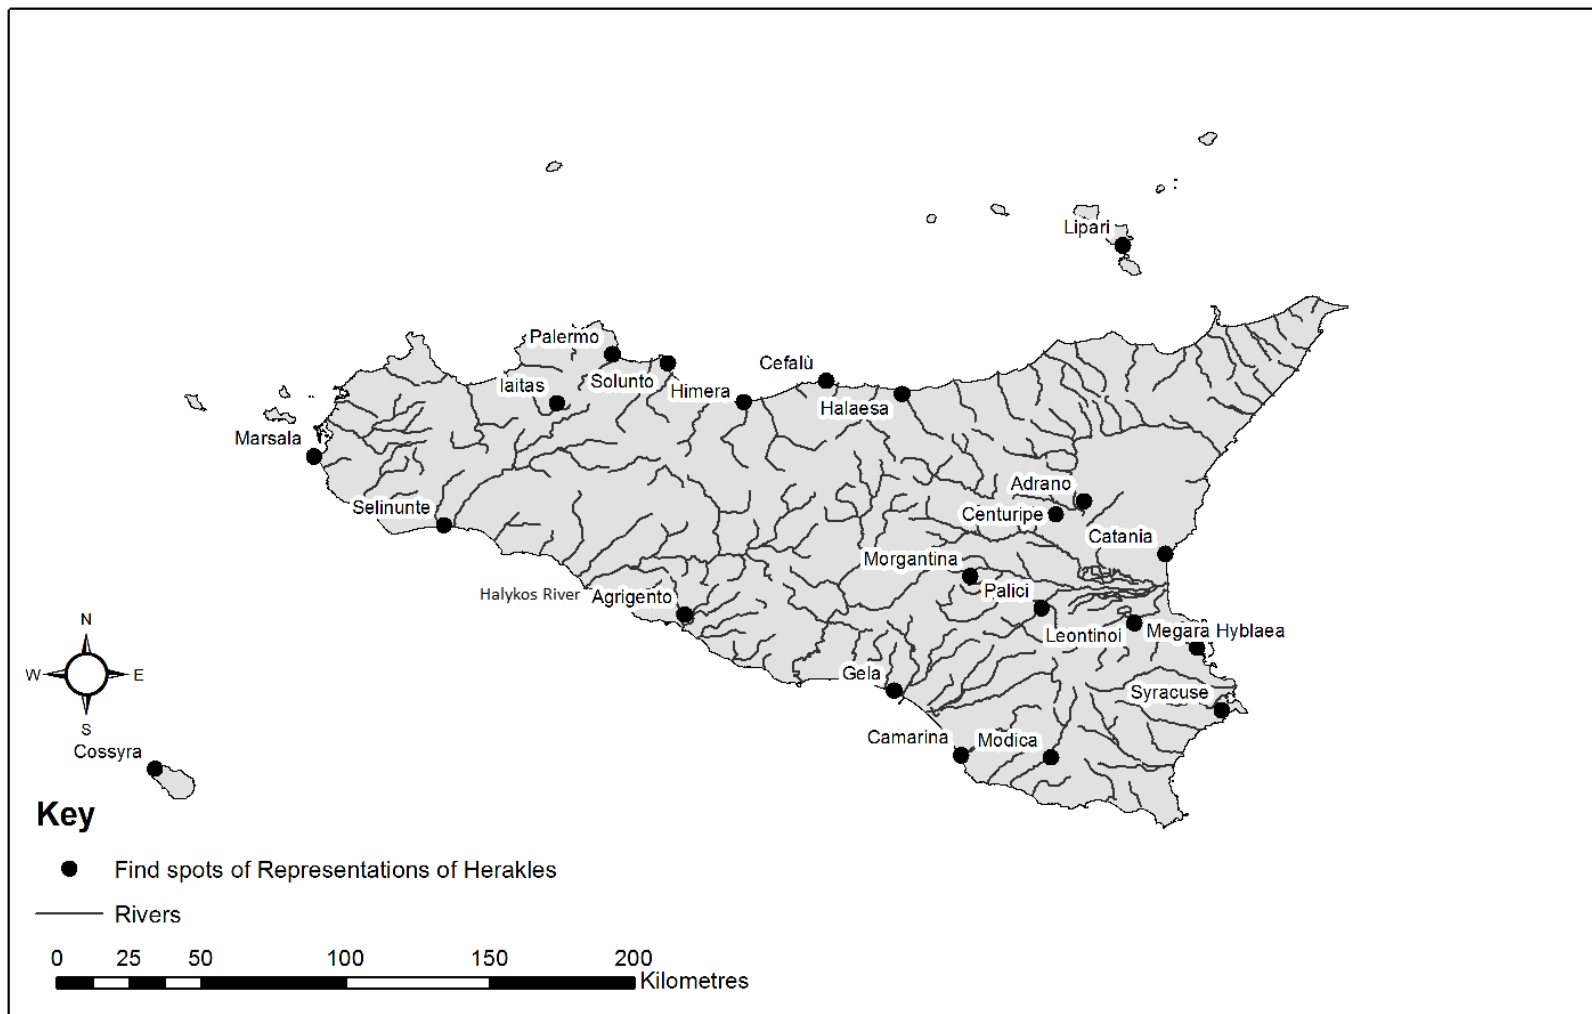 Lipari
Palermo
Cefalù
Solunto
Iaitas
Himera
Halaesa
Marsala
Adrano
Selinunte
Centuripe
Catania
Morgantina
Palici
Halykos River
Agrigento
Leontinoi
Megara Hyblaea
N
W
E
S
Gela
Syracuse
Camarina
Modica
Cossyra
Key
Find spots of Representations of Herakles
Rivers
0 25 50 100 150 200
Kilometres